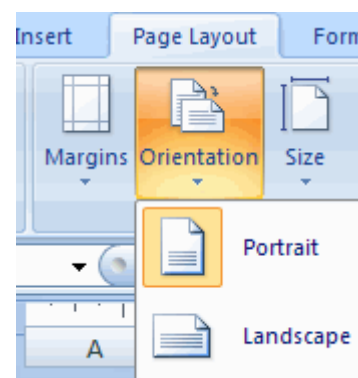 Insert Page Layout Form
Margins Orientation Size
Portrait
Landscape
A